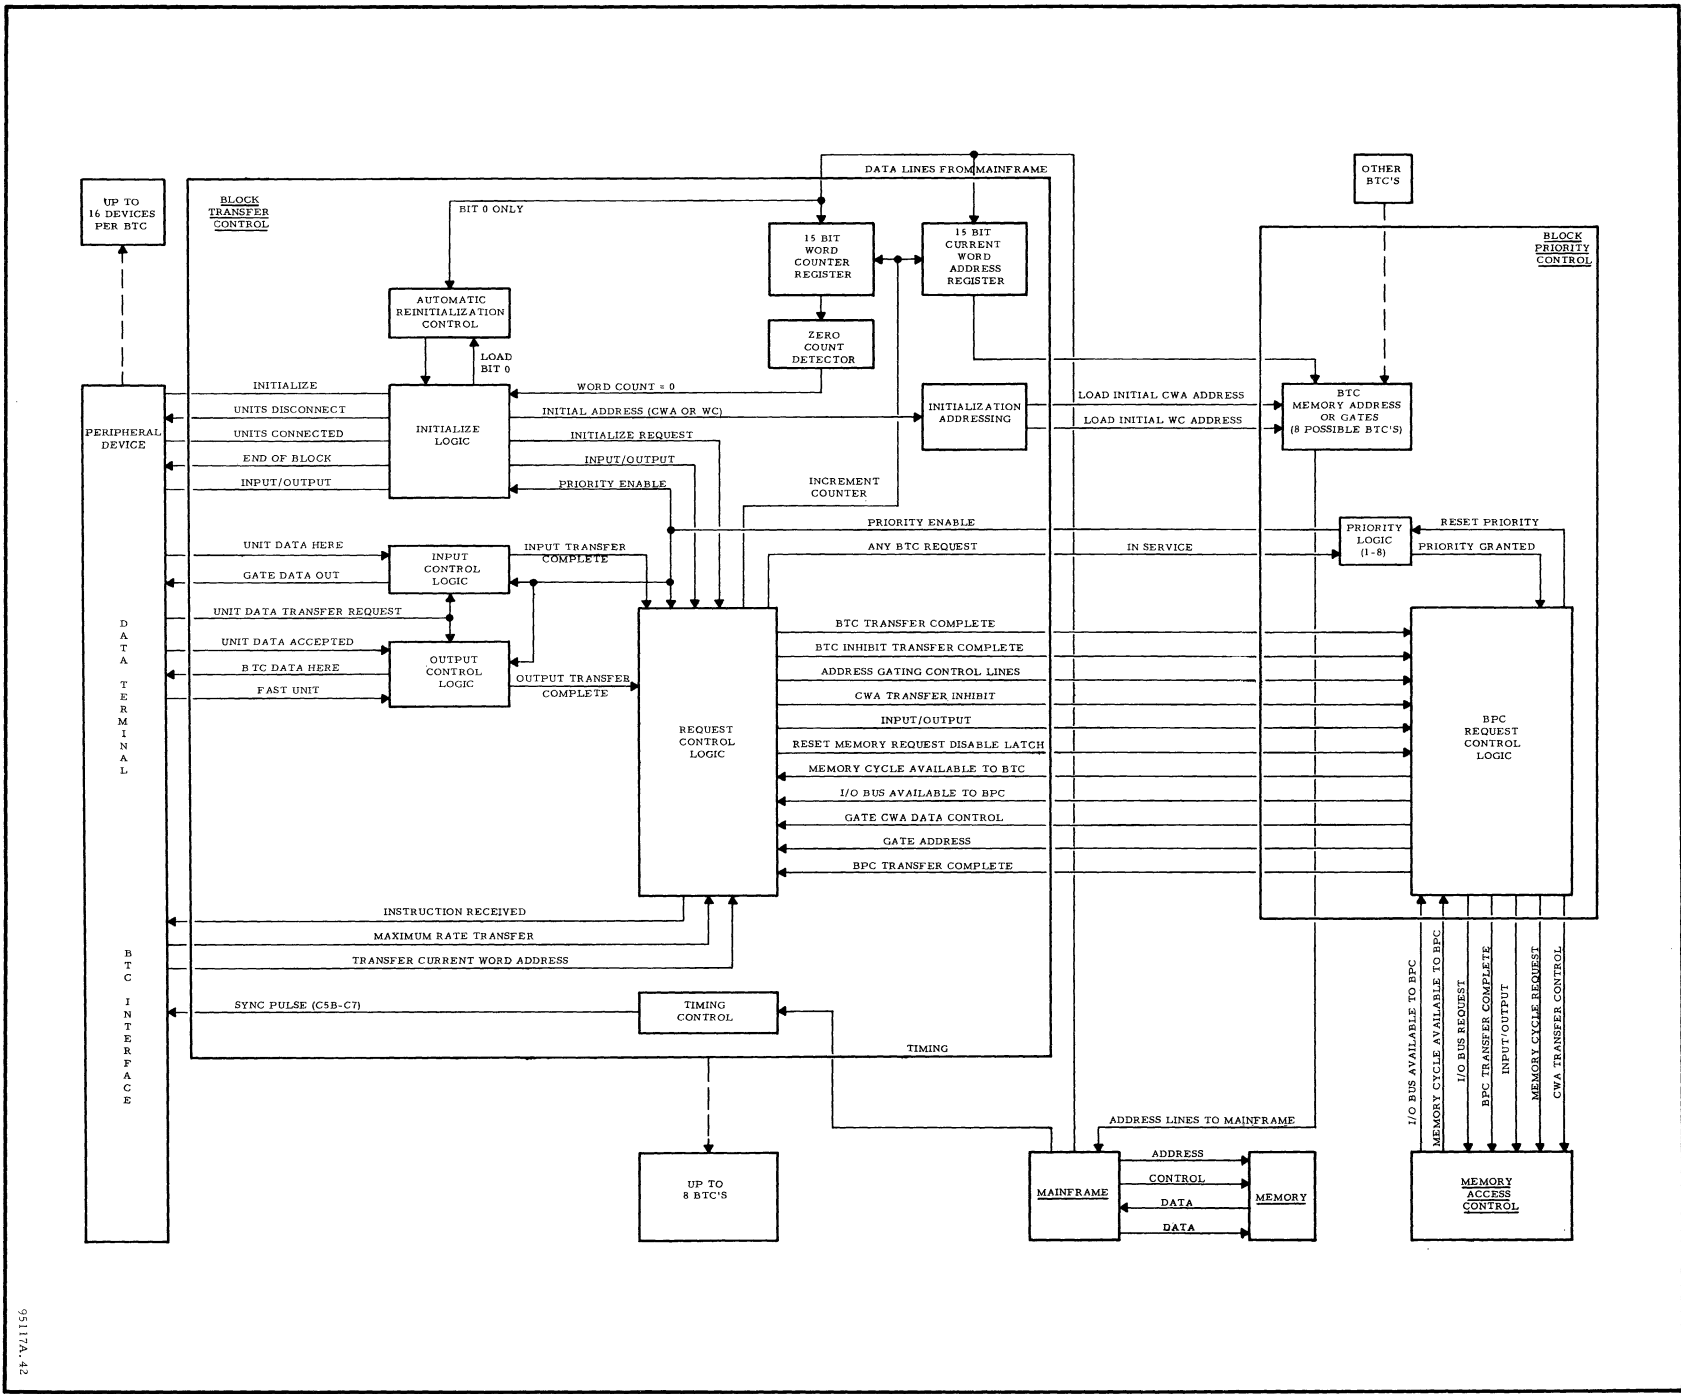 DATA LINES FROM MAINFRAME
OTHER
BTC'S
UP TO
16 DEVICES
PER BTC
BLOCK
TRANSFER
CONTROL
BIT 0 ONLY
15 BIT
WORD
COUNTER
REGISTER
15 BIT
CURRENT
WORD
ADDRESS
REGISTER
BLOCK
PRIORITY
CONTROL
AUTOMATIC
REINITIALIZATION
CONTROL
ZERO
COUNT
DETECTOR
LOAD
BIT 0
INITIALIZE
UNITS DISCONNECT
UNITS CONNECTED
END OF BLOCK
INPUT/OUTPUT
PERIPHERAL
DEVICE
INITIALIZE
LOGIC
WORD COUNT = 0
INITIAL ADDRESS (CWA OR WC)
INITIALIZE REQUEST
INPUT/OUTPUT
PRIORITY ENABLE
INITIALIZATION
ADDRESSING
LOAD INITIAL CWA ADDRESS
LOAD INITIAL WC ADDRESS
BTC
MEMORY ADDRESS
OR GATES
(8 POSSIBLE BTC'S)
INCREMENT
COUNTER
PRIORITY ENABLE
ANY BTC REQUEST
IN SERVICE
PRIORITY
LOGIC
(1-8)
RESET PRIORITY
PRIORITY GRANTED
UNIT DATA HERE
GATE DATA OUT
UNIT DATA TRANSFER REQUEST
UNIT DATA ACCEPTED
BTC DATA HERE
FAST UNIT
INPUT
CONTROL
LOGIC
INPUT TRANSFER
COMPLETE
OUTPUT
CONTROL
LOGIC
OUTPUT TRANSFER
COMPLETE
DATA TERMINAL
BTC INTERFACE
REQUEST
CONTROL
LOGIC
BTC TRANSFER COMPLETE
BTC INHIBIT TRANSFER COMPLETE
ADDRESS GATING CONTROL LINES
CWA TRANSFER INHIBIT
INPUT/OUTPUT
RESET MEMORY REQUEST DISABLE LATCH
MEMORY CYCLE AVAILABLE TO BTC
I/O BUS AVAILABLE TO BPC
GATE CWA DATA CONTROL
GATE ADDRESS
BPC TRANSFER COMPLETE
BPC
REQUEST
CONTROL
LOGIC
INSTRUCTION RECEIVED
MAXIMUM RATE TRANSFER
TRANSFER CURRENT WORD ADDRESS
SYNC PULSE (C5B-C7)
TIMING
CONTROL
TIMING
I/O BUS AVAILABLE TO BPC
MEMORY CYCLE AVAILABLE TO BPC
I/O BUS REQUEST
BPC TRANSFER COMPLETE
INPUT/OUTPUT
MEMORY CYCLE REQUEST
CWA TRANSFER CONTROL
UP TO
8 BTC'S
ADDRESS LINES TO MAINFRAME
MAINFRAME
ADDRESS
CONTROL
DATA
DATA
MEMORY
MEMORY
ACCESS
CONTROL
95117A.42